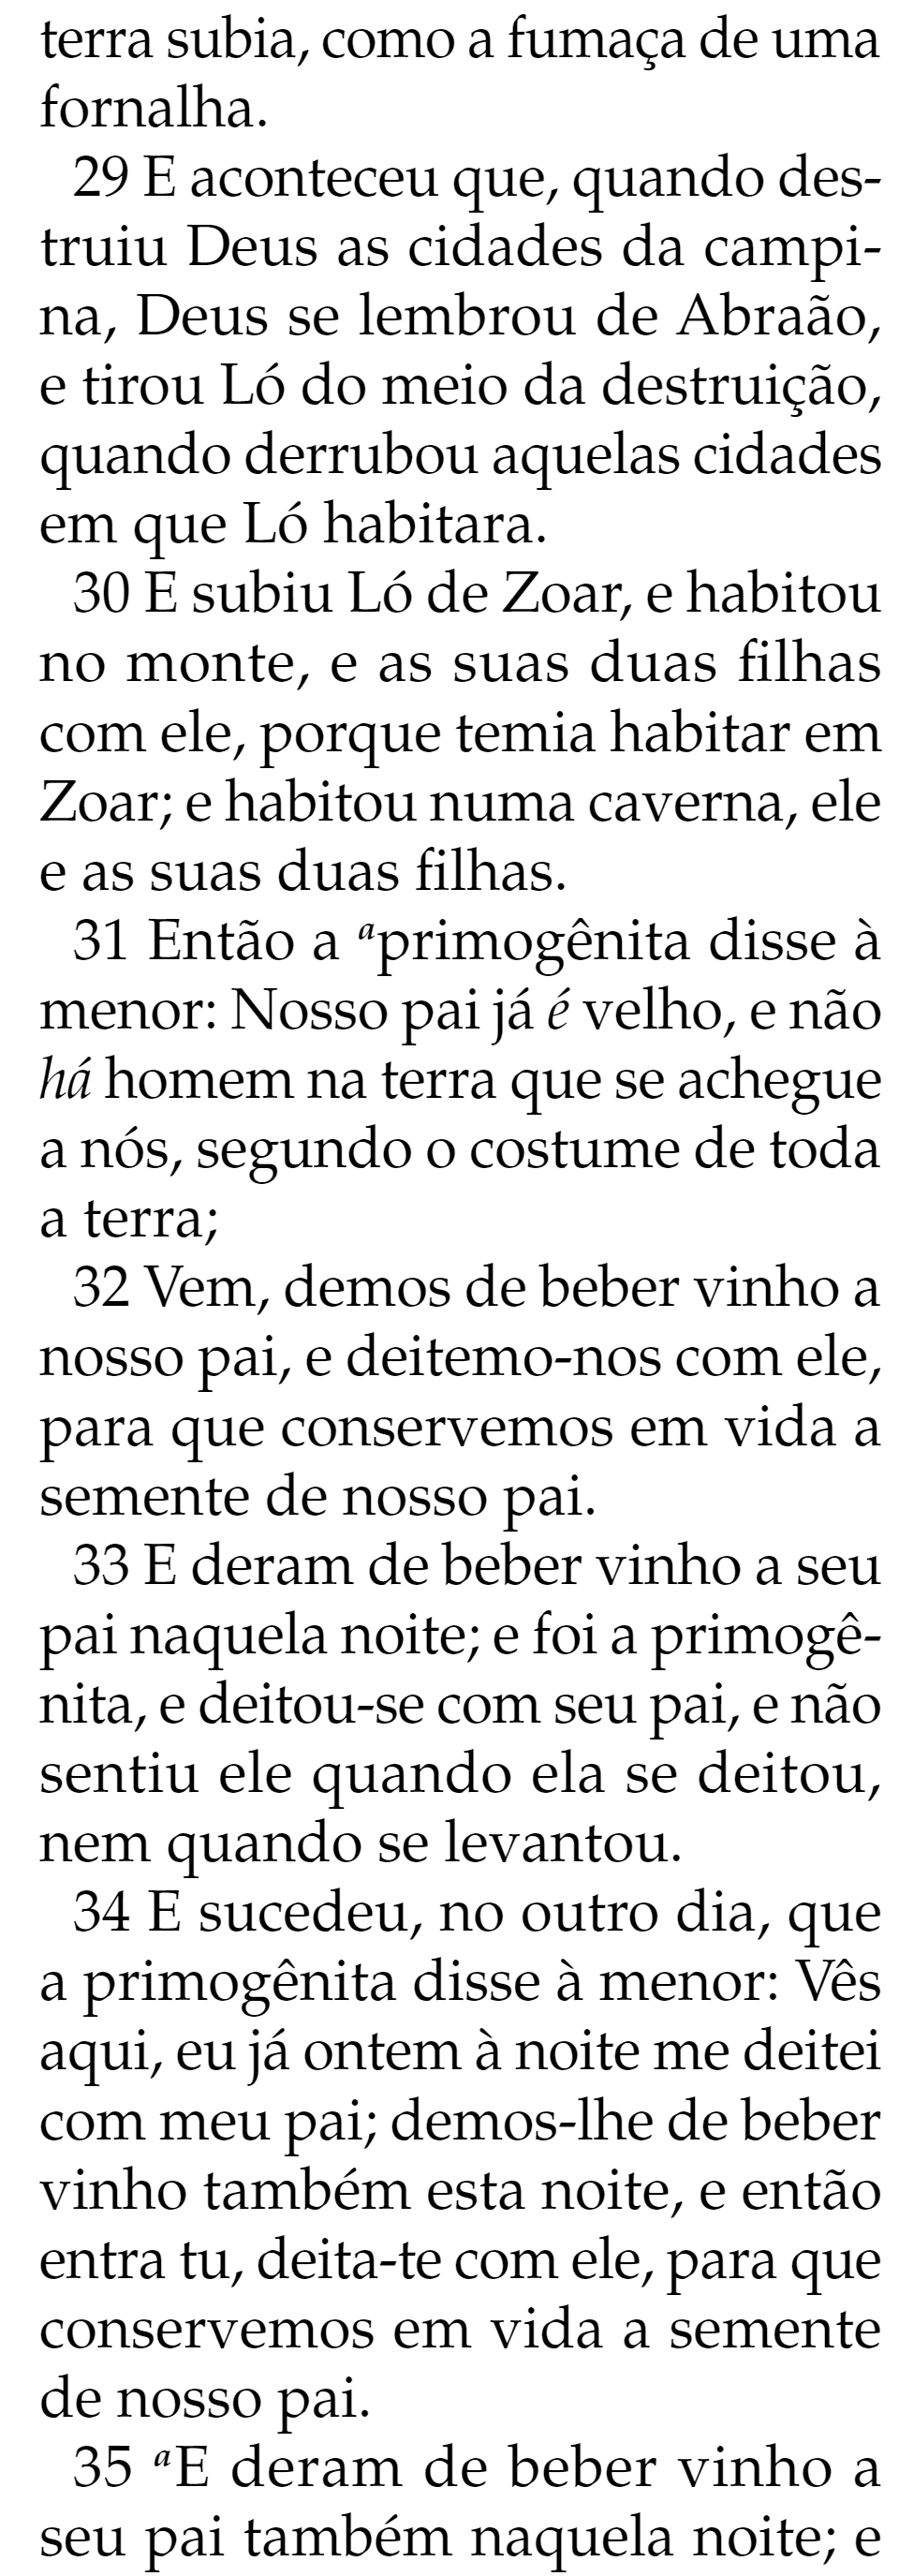 terra subia, como a fumaça de uma
fornalha.
29 E aconteceu que, quando des-
truiu Deus as cidades da campi-
na, Deus se lembrou de Abraão,
e tirou Ló do meio da destruição,
quando derrubou aquelas cidades
em que Ló habitara.
30 E subiu Ló de Zoar, e habitou
no monte, e as suas duas filhas
com ele, porque temia habitar em
Zoar; e habitou numa caverna, ele
e as suas duas filhas.
31 Então a ᵃprimogênita disse à
menor: Nosso pai já é velho, e não
há homem na terra que se achegue
a nós, segundo o costume de toda
a terra;
32 Vem, demos de beber vinho a
nosso pai, e deitemo-nos com ele,
para que conservemos em vida a
semente de nosso pai.
33 E deram de beber vinho a seu
pai naquela noite; e foi a primogê-
nita, e deitou-se com seu pai, e não
sentiu ele quando ela se deitou,
nem quando se levantou.
34 E sucedeu, no outro dia, que
a primogênita disse à menor: Vês
aqui, eu já ontem à noite me deitei
com meu pai; demos-lhe de beber
vinho também esta noite, e então
entra tu, deita-te com ele, para que
conservemos em vida a semente
de nosso pai.
35 ᵃE deram de beber vinho a
seu pai também naquela noite; e